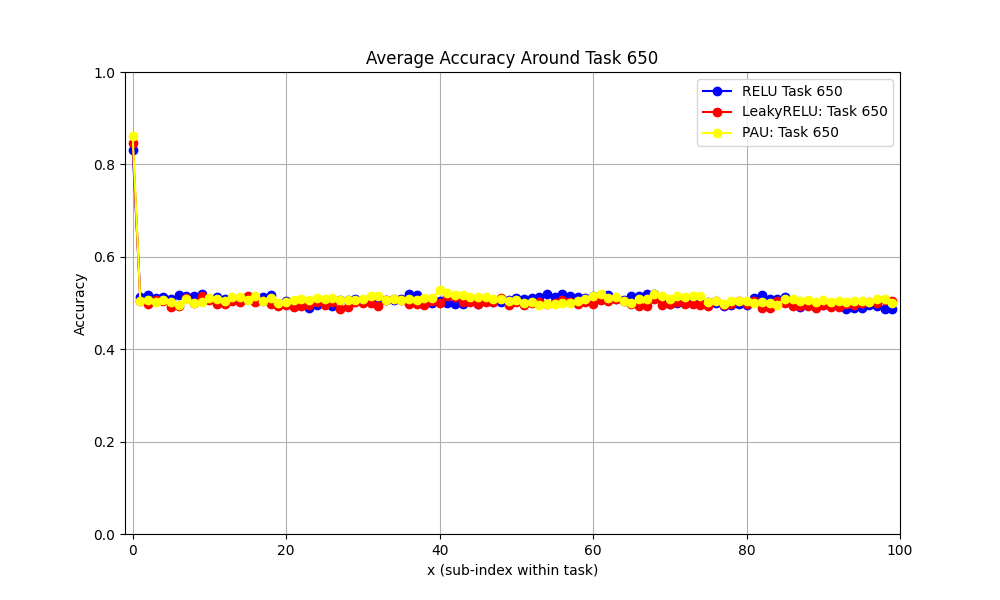 Average Accuracy Around Task 650
RELU Task 650
LeakyRELU: Task 650
PAU: Task 650
Accuracy
1.0
0.8
0.6
0.4
0.2
0.0
0 20 40 60 80 100
x (sub-index within task)